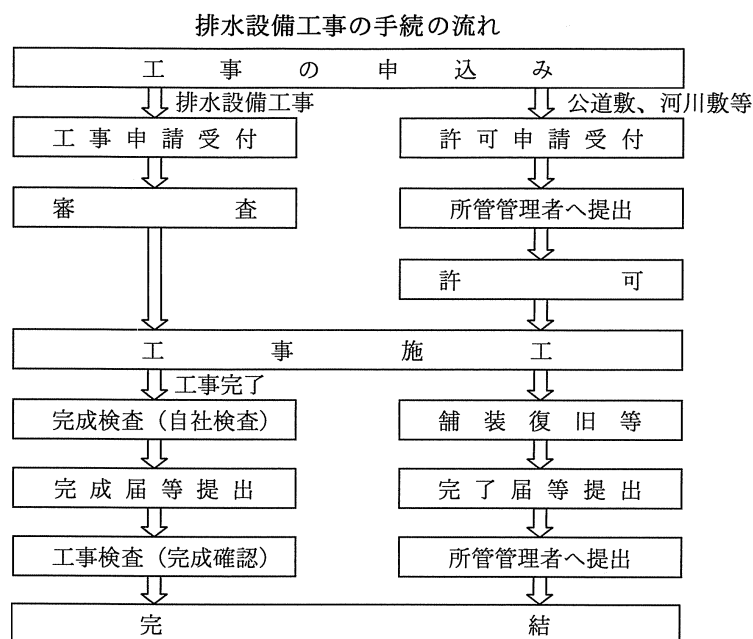 排水設備工事の手続の流れ
工事の申込み
排水設備工事
公道敷、河川敷等
工事申請受付
許可申請受付
審査
所管管理者へ提出
許可
工事施工
工事完了
完成検査（自社検査）
舗装復旧等
完成届等提出
完了届等提出
工事検査（完成確認）
所管管理者へ提出
完結